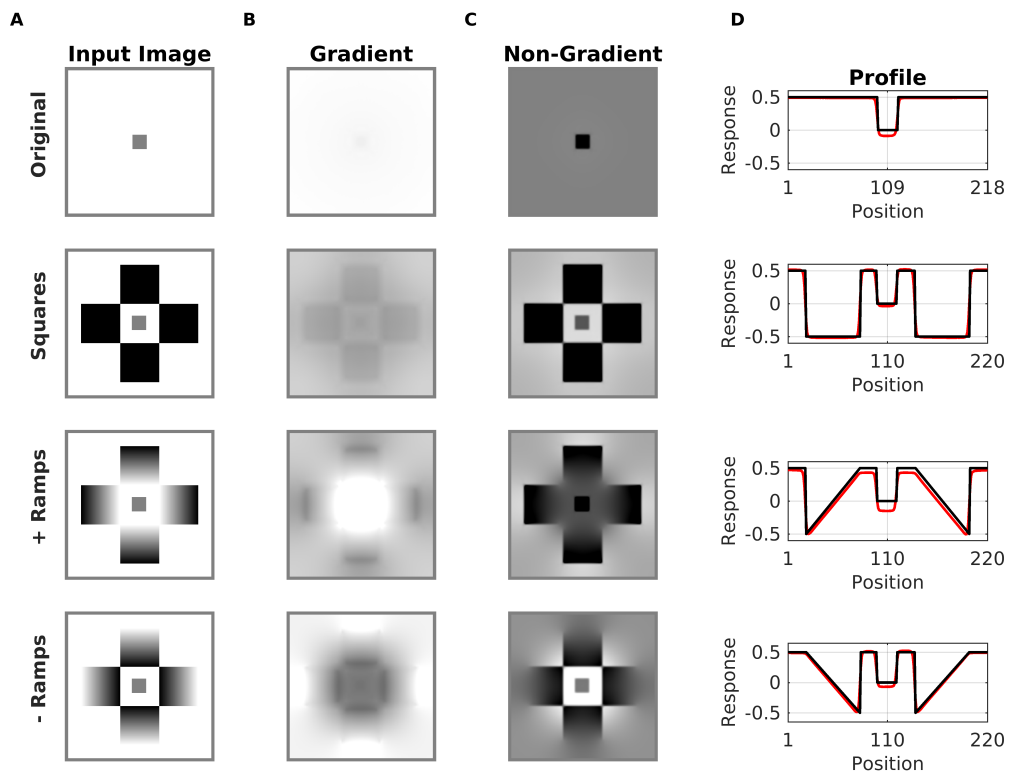 A B C D
Input Image Gradient Non-Gradient Profile
Original
0.5
0
-0.5
Response
1 109 218
Position
Squares
0.5
0
-0.5
Response
1 110 220
Position
+ Ramps
0.5
0
-0.5
Response
1 110 220
Position
- Ramps
0.5
0
-0.5
Response
1 110 220
Position